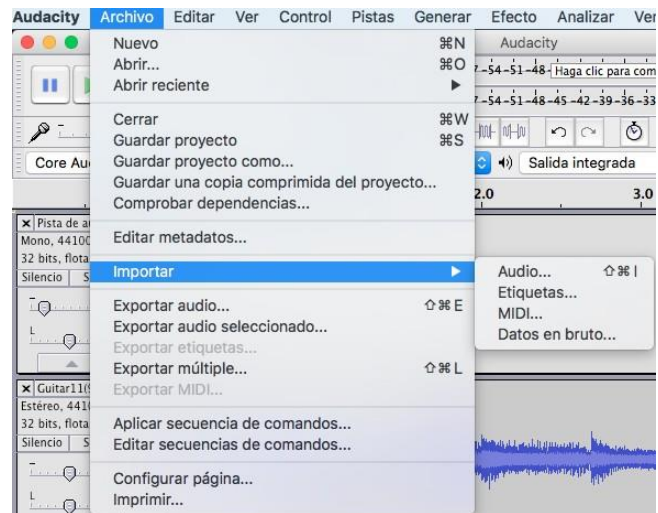 Audacity Archivo Editar Ver Control Pistas Generar Efecto Analizar Ver
Audacity
Nuevo ⌘N
Abrir... ⌘O
Abrir reciente ▶
Cerrar ⌘W
Guardar proyecto ⌘S
Guardar proyecto como...
Guardar una copia comprimida del proyecto...
Comprobar dependencias...
Editar metadatos...
Importar ▶
Exportar audio... ⇧⌘E
Exportar audio seleccionado...
Exportar etiquetas...
Exportar múltiple... ⇧⌘L
Exportar MIDI...
Aplicar secuencia de comandos...
Editar secuencias de comandos...
Configurar página...
Imprimir...
Audio... ⇧⌘I
Etiquetas...
MIDI...
Datos en bruto...
-54 -51 -48 Haga clic para com
-54 -51 -48 -45 -42 -39 -36 -33
Core Au
Salida integrada
2.0 3.0
Pista de a
Mono, 44100
32 bits, flota
Silencio S
L
Guitar11(
Estéreo, 441
32 bits, flota
Silencio S
L